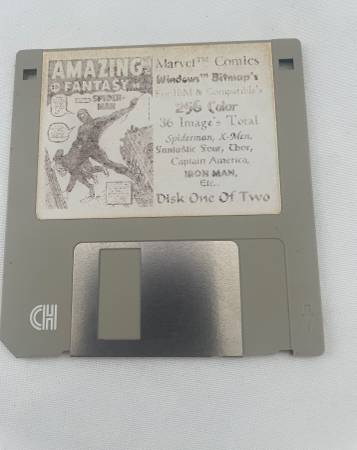 AMAZING
FANTASY
SPIDER-
MAN
Marvel™ Comics
Windows™ Bitmap's
For IBM & Compatible's
256 Color
36 Image's Total
Spiderman, X-Men,
Fantastic Four, Thor,
Captain America,
IRON MAN,
Etc..
Disk One Of Two
CH